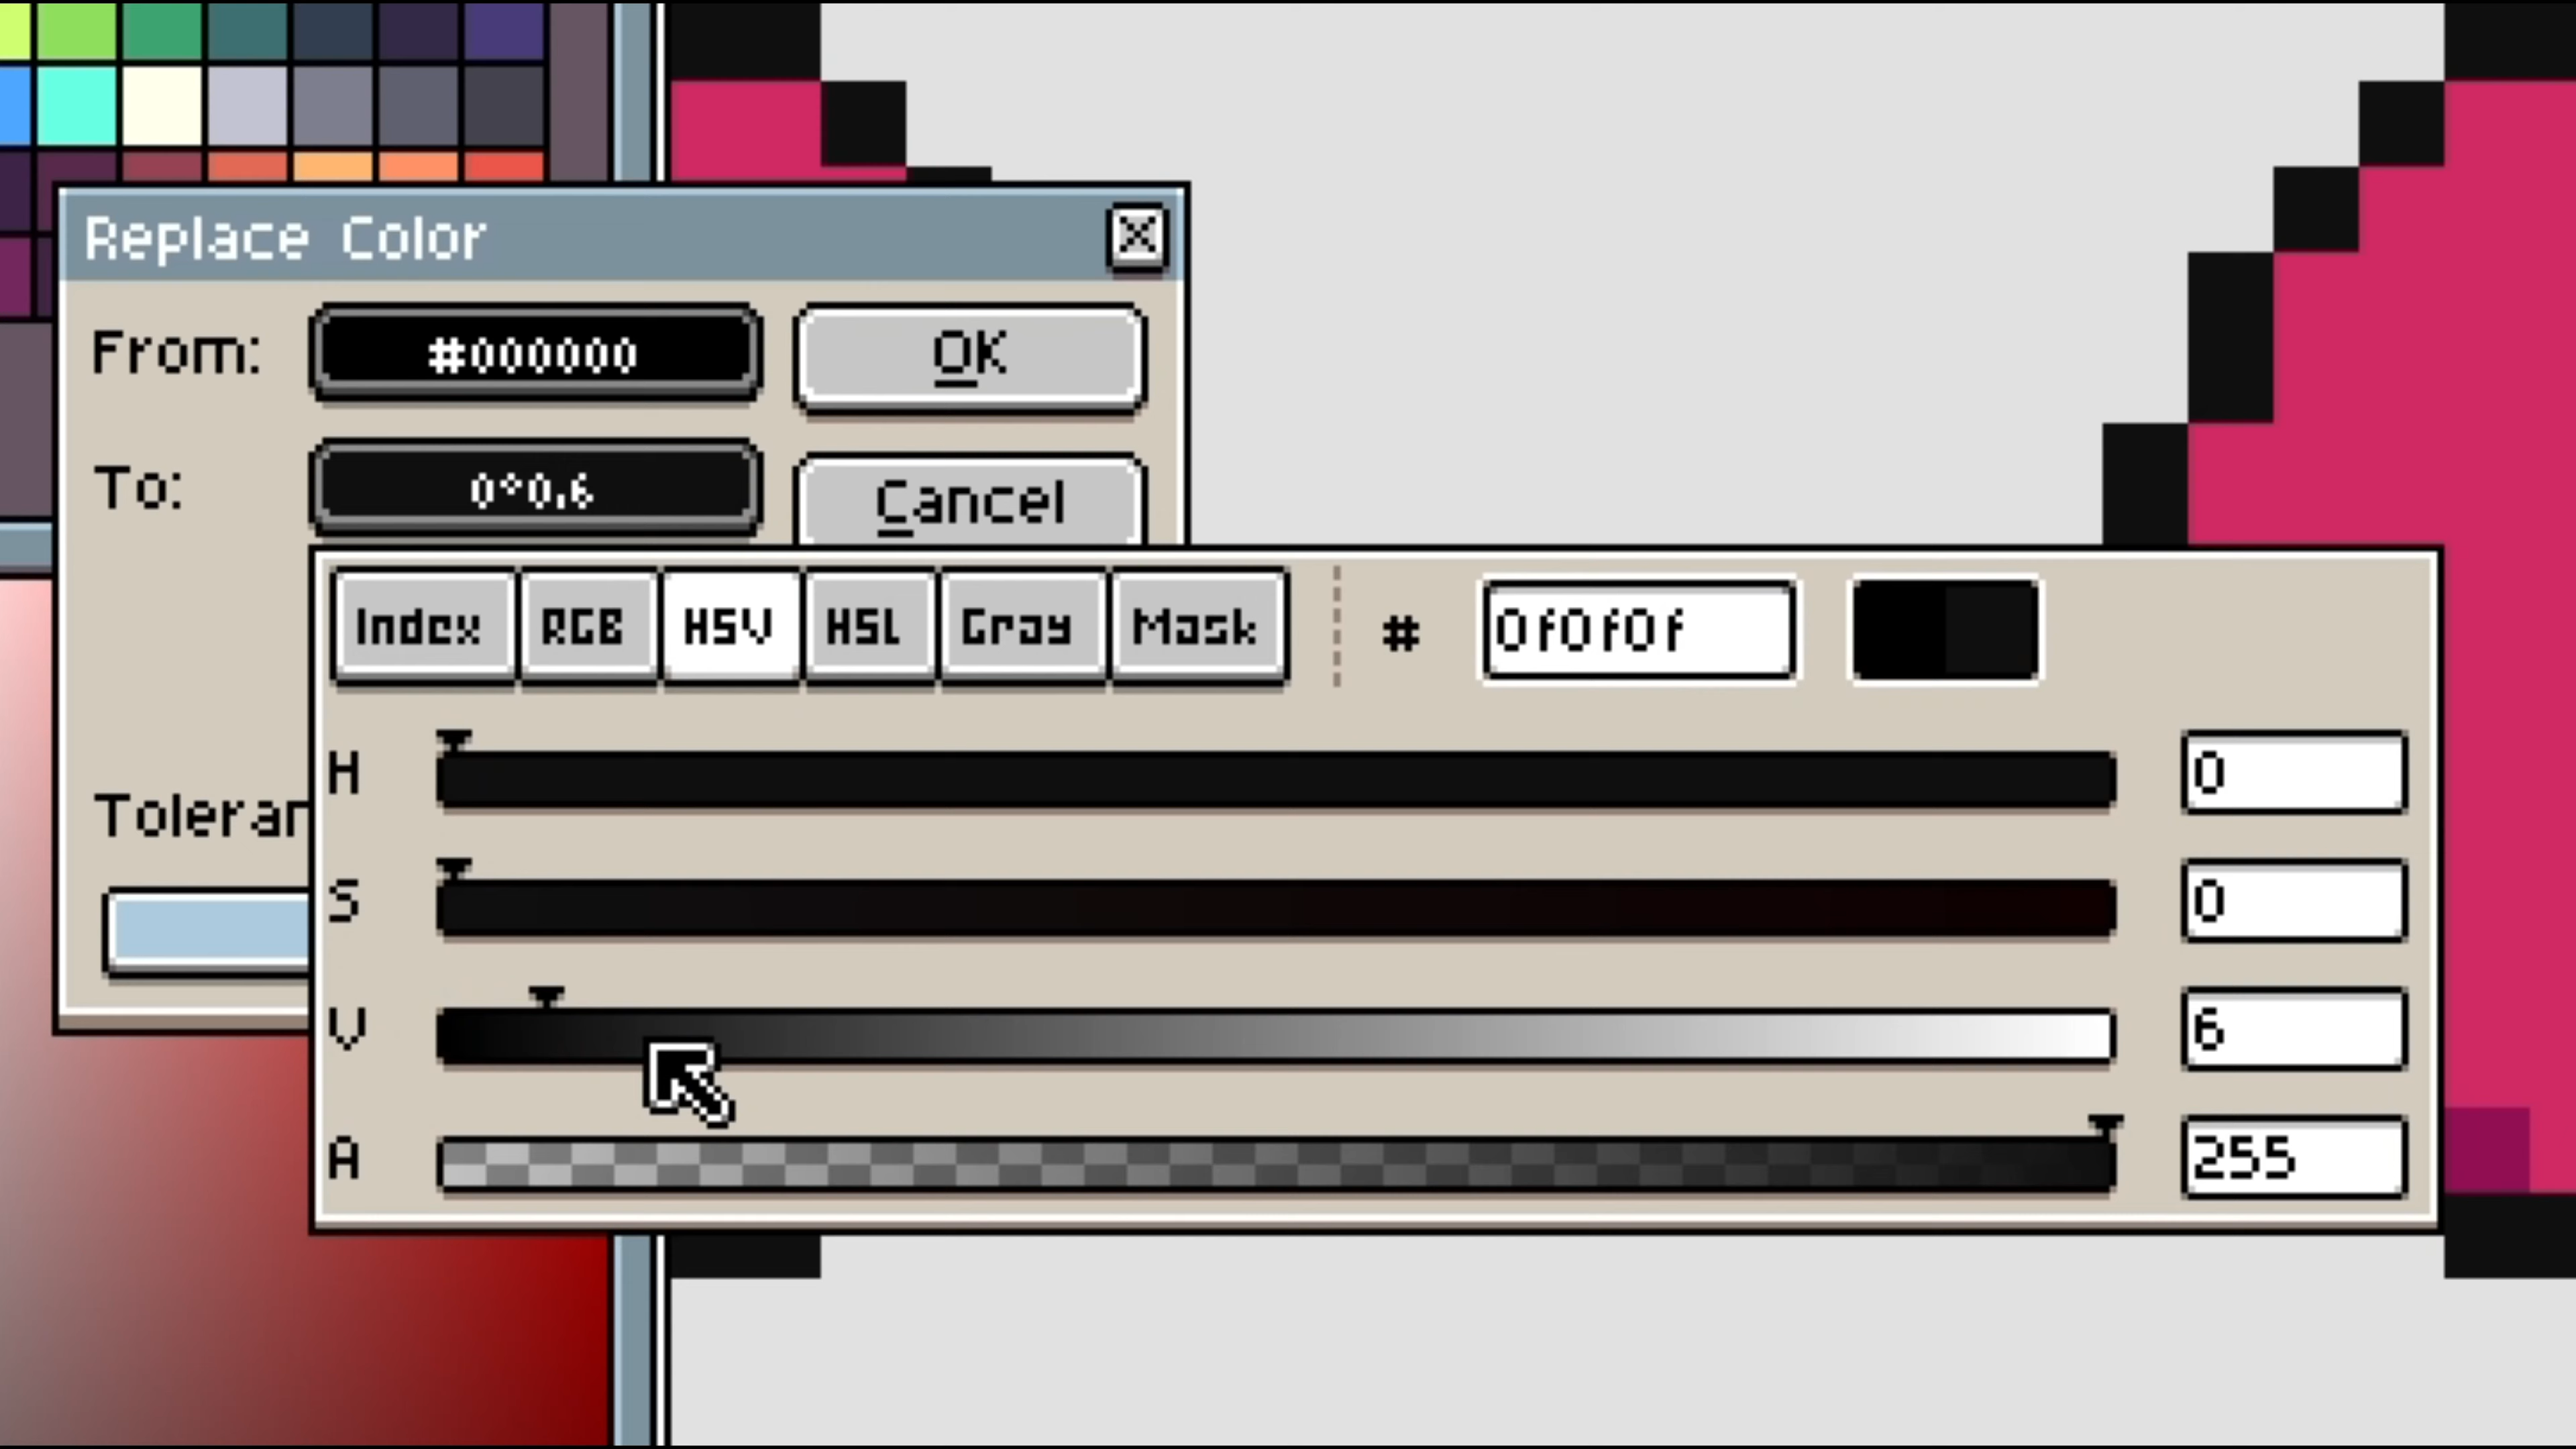 Replace Color
From: #000000 OK
To: 0°0.6 Cancel
Index RGB HSV HSL Gray Mask # 0f0f0f
H 0
S 0
V 6
A 255